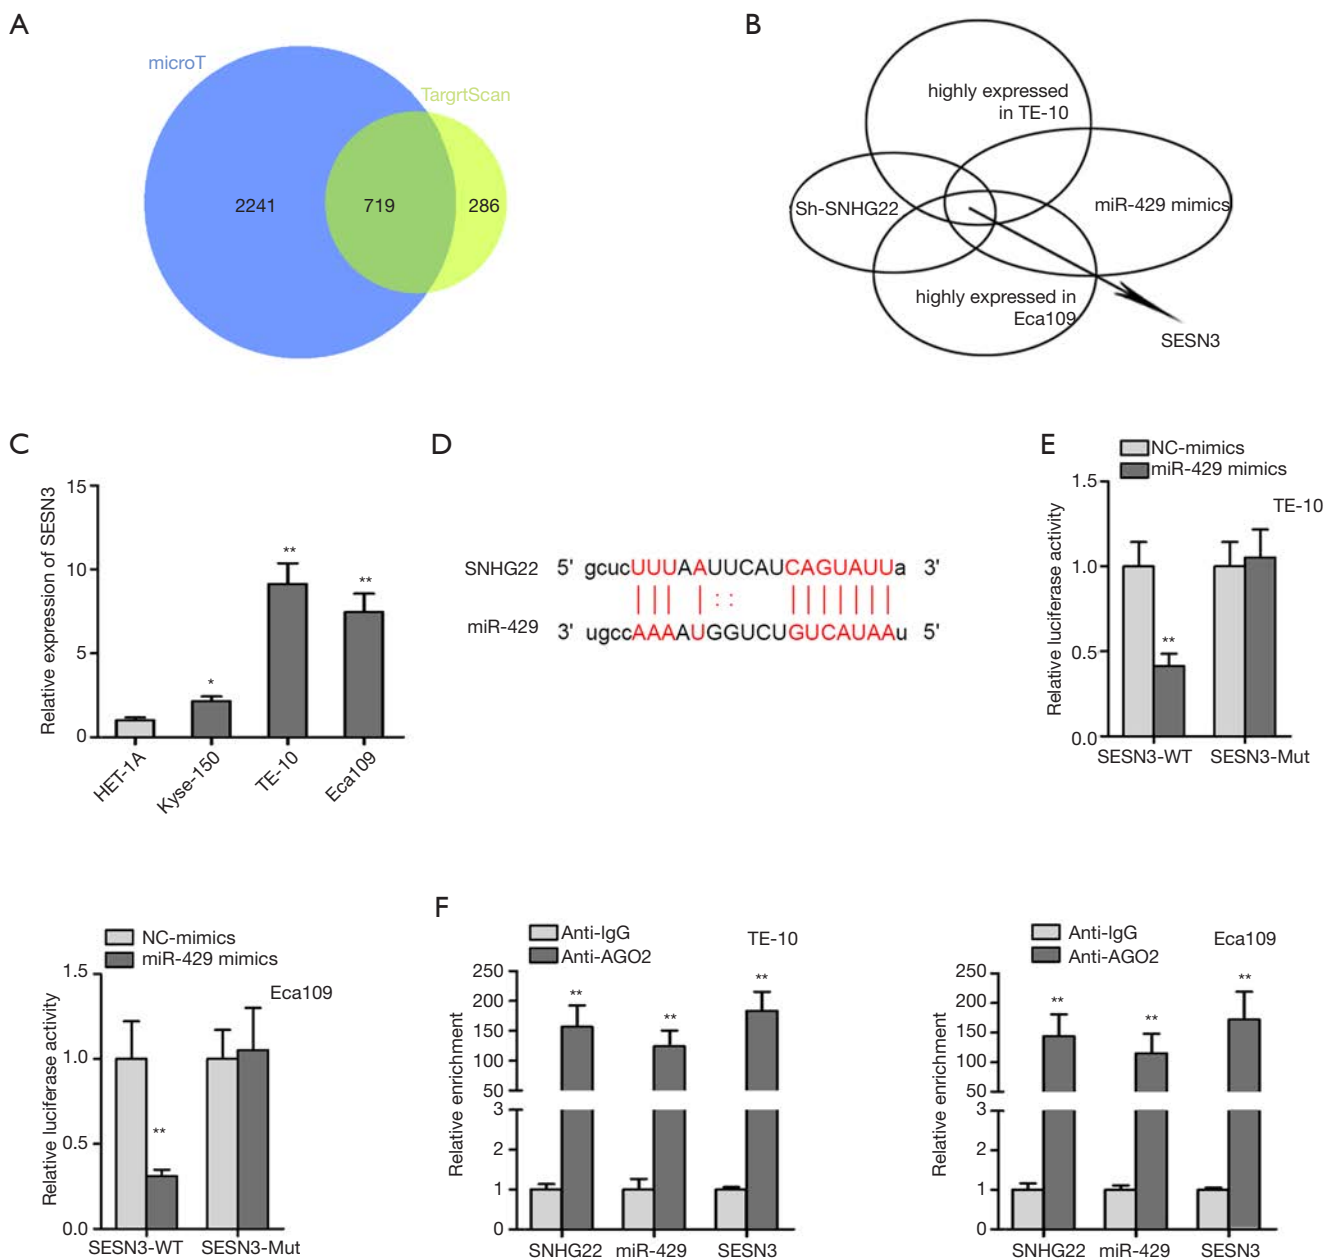 A
microT
TargrtScan
2241
719
286
B
highly expressed
in TE-10
Sh-SNHG22
miR-429 mimics
highly expressed in
Eca109
SESN3
C
Relative expression of SESN3
15
10
5
0
**
**
*
HET-1A
Kyse-150
TE-10
Eca109
D
SNHG22 5' gcucUUUAAUUCAUCAGUAUUa 3'
miR-429 3' ugccAAAAUGGUCUGUCAUAAu 5'
E
NC-mimics
miR-429 mimics
TE-10
Relative luciferase activity
1.5
1.0
0.5
0.0
**
SESN3-WT SESN3-Mut
NC-mimics
miR-429 mimics
Eca109
Relative luciferase activity
1.5
1.0
0.5
0.0
**
SESN3-WT SESN3-Mut
F
Anti-IgG
Anti-AGO2
TE-10
Relative enrichment
250
200
150
100
50
3
2
1
0
**
**
**
SNHG22 miR-429 SESN3
Anti-IgG
Anti-AGO2
Eca109
Relative enrichment
250
200
150
100
50
3
2
1
0
**
**
**
SNHG22 miR-429 SESN3